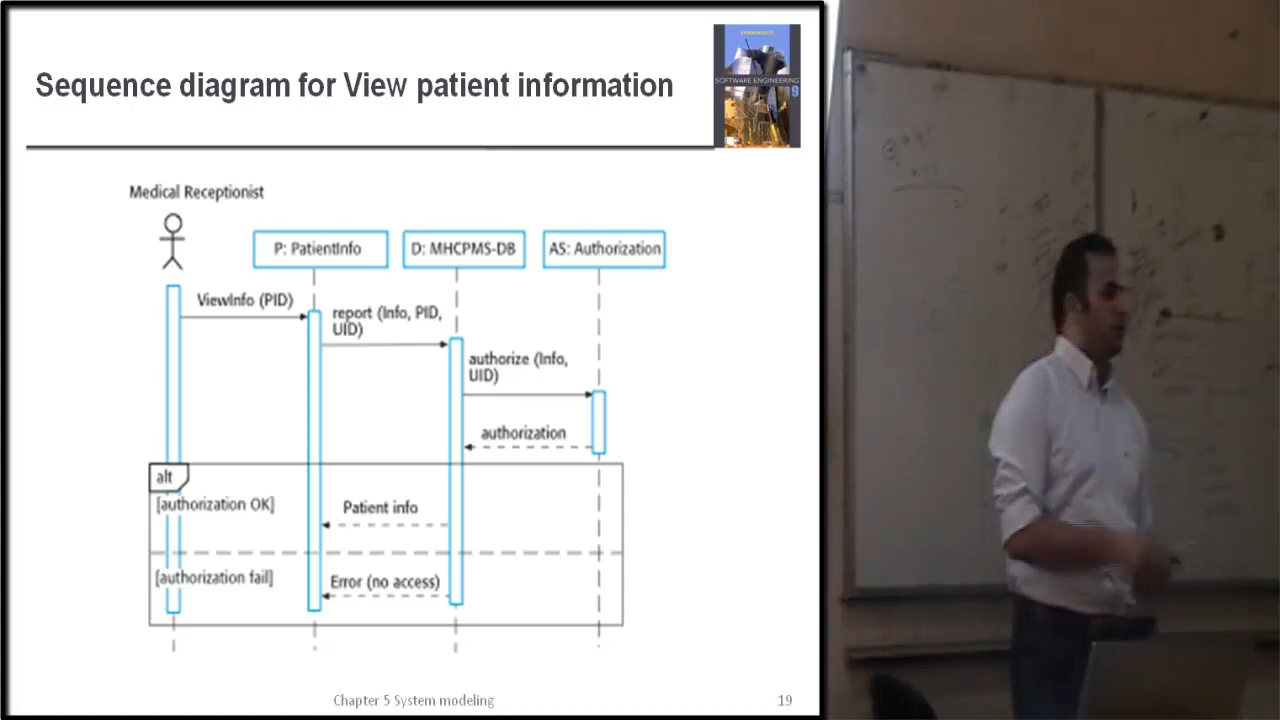 Sequence diagram for View patient information
SOFTWARE ENGINEERING
9
Medical Receptionist
P: PatientInfo
D: MHCPMS-DB
AS: Authorization
ViewInfo (PID)
report (Info, PID,
UID)
authorize (Info,
UID)
authorization
alt
[authorization OK]
Patient info
[authorization fail]
Error (no access)
Chapter 5 System modeling
19